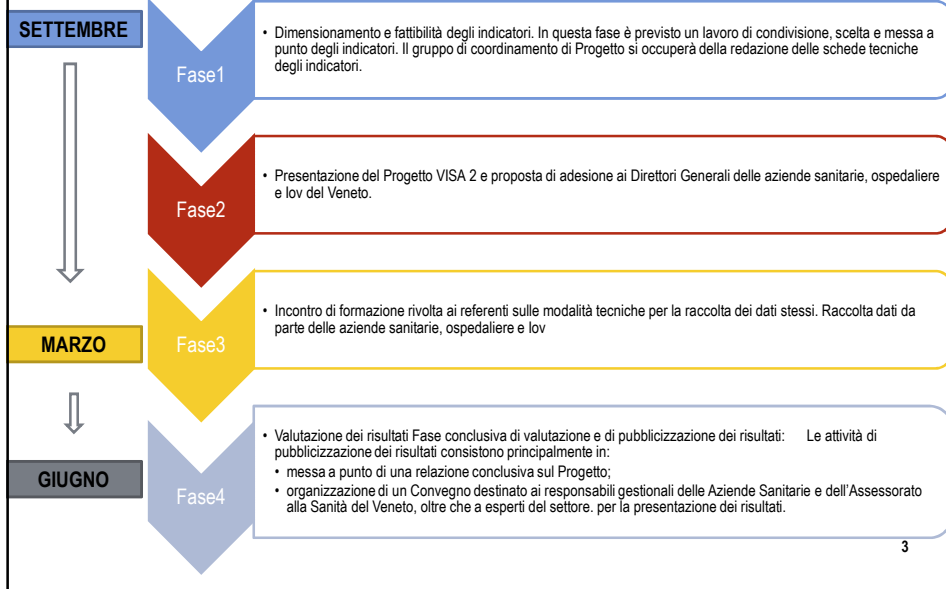 SETTEMBRE
Fase1
• Dimensionamento e fattibilità degli indicatori. In questa fase è previsto un lavoro di condivisione, scelta e messa a
punto degli indicatori. Il gruppo di coordinamento di Progetto si occuperà della redazione delle schede tecniche
degli indicatori.
Fase2
• Presentazione del Progetto VISA 2 e proposta di adesione ai Direttori Generali delle aziende sanitarie, ospedaliere
e Iov del Veneto.
MARZO
Fase3
• Incontro di formazione rivolta ai referenti sulle modalità tecniche per la raccolta dei dati stessi. Raccolta dati da
parte delle aziende sanitarie, ospedaliere e Iov
GIUGNO
Fase4
• Valutazione dei risultati Fase conclusiva di valutazione e di pubblicizzazione dei risultati: Le attività di
pubblicizzazione dei risultati consistono principalmente in:
• messa a punto di una relazione conclusiva sul Progetto;
• organizzazione di un Convegno destinato ai responsabili gestionali delle Aziende Sanitarie e dell'Assessorato
alla Sanità del Veneto, oltre che a esperti del settore. per la presentazione dei risultati.
3